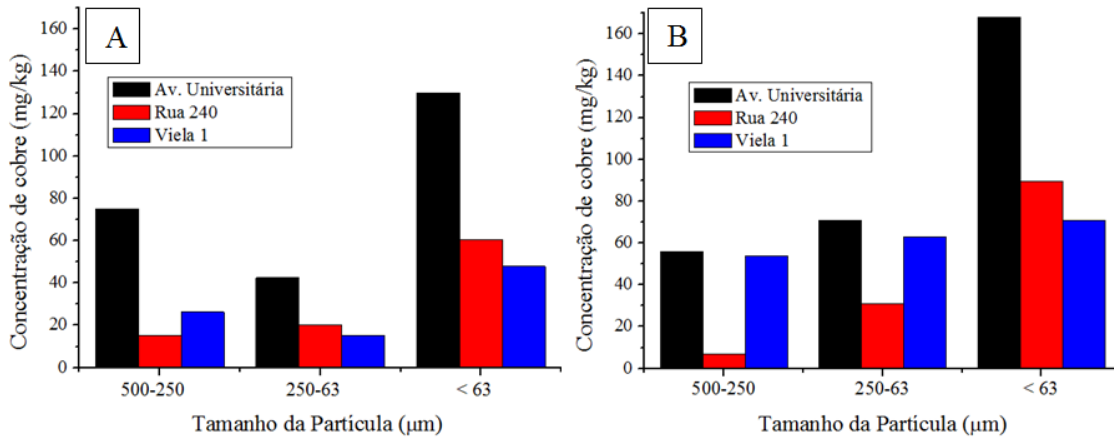 A
Concentração de cobre (mg/kg)
160
140
120
100
80
60
40
20
0
Av. Universitária
Rua 240
Viela 1
500-250
250-63
< 63
Tamanho da Partícula (μm)
B
Concentração de cobre (mg/kg)
160
140
120
100
80
60
40
20
0
Av. Universitária
Rua 240
Viela 1
500-250
250-63
< 63
Tamanho da Partícula (μm)